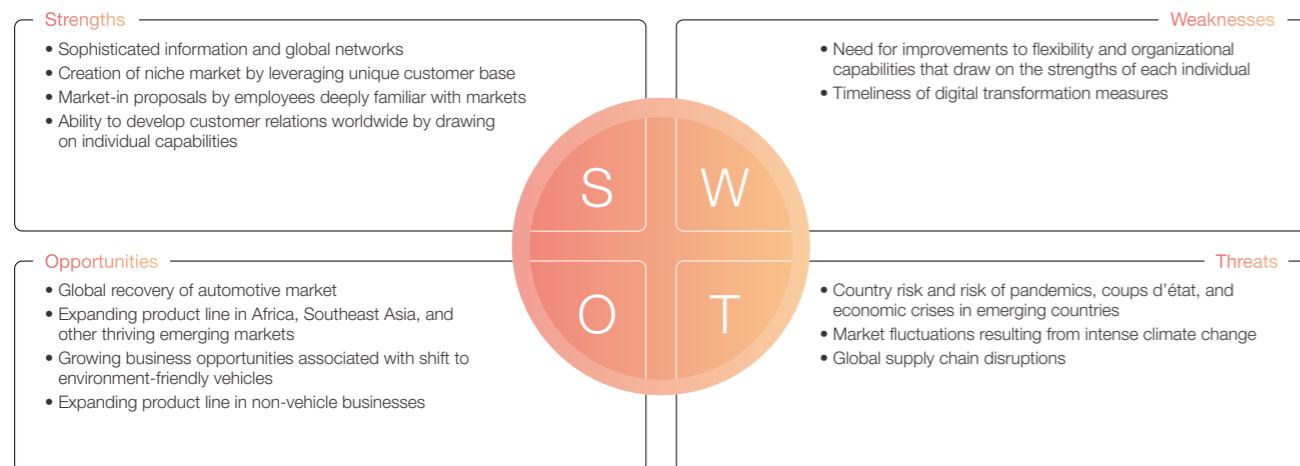 Strengths
• Sophisticated information and global networks
• Creation of niche market by leveraging unique customer base
• Market-in proposals by employees deeply familiar with markets
• Ability to develop customer relations worldwide by drawing
on individual capabilities
Weaknesses
• Need for improvements to flexibility and organizational
capabilities that draw on the strengths of each individual
• Timeliness of digital transformation measures
S
W
O
T
Opportunities
• Global recovery of automotive market
• Expanding product line in Africa, Southeast Asia, and
other thriving emerging markets
• Growing business opportunities associated with shift to
environment-friendly vehicles
• Expanding product line in non-vehicle businesses
Threats
• Country risk and risk of pandemics, coups d’état, and
economic crises in emerging countries
• Market fluctuations resulting from intense climate change
• Global supply chain disruptions